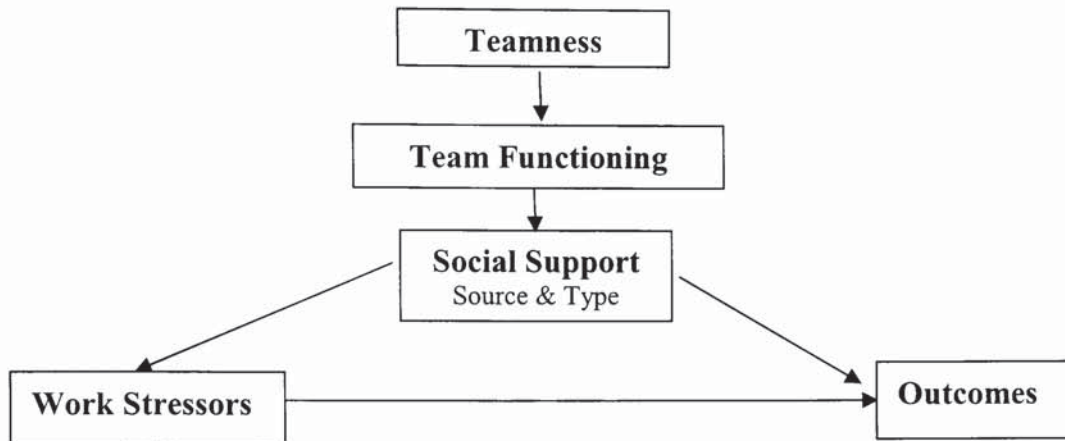 Teamness
Team Functioning
Social Support
Source & Type
Work Stressors
Outcomes